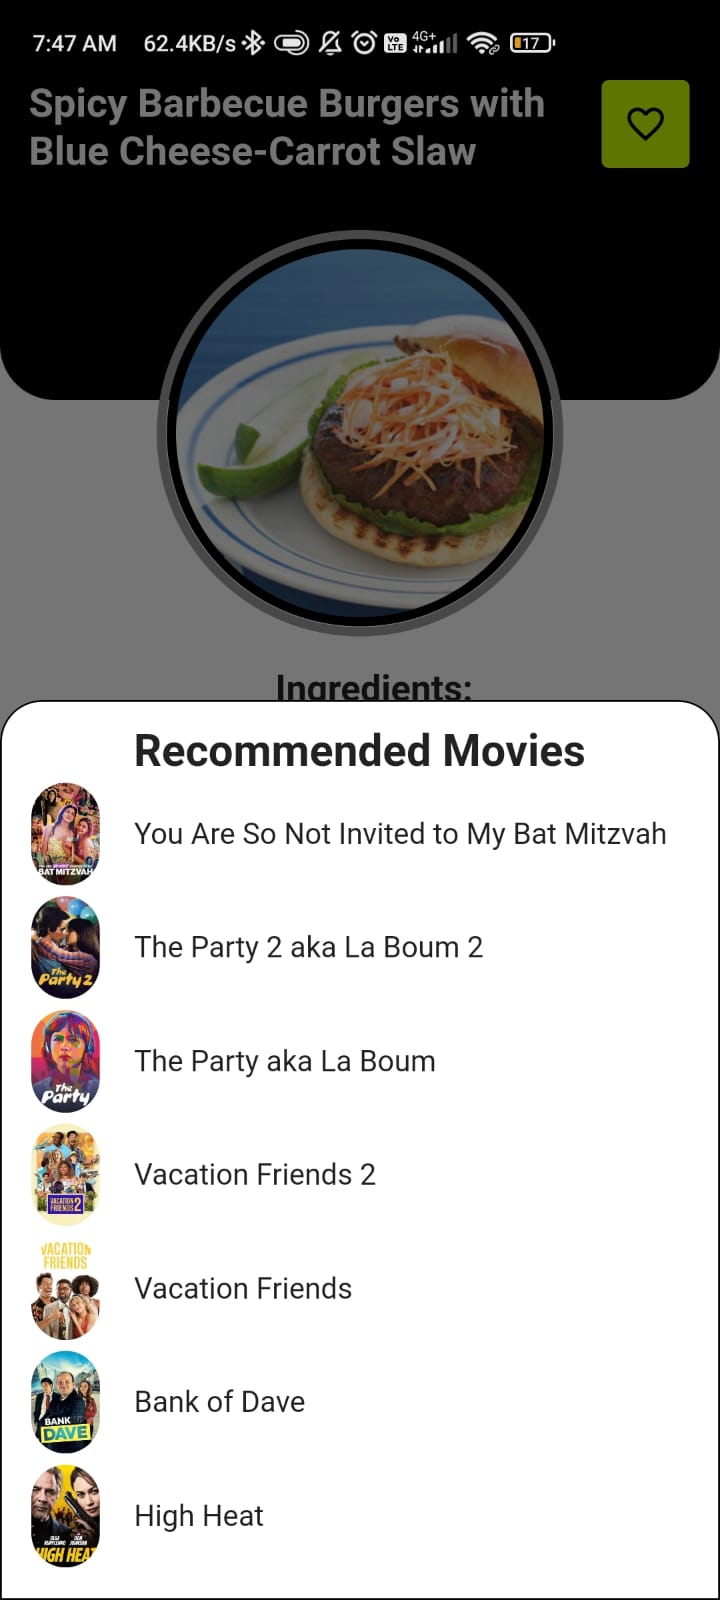 7:47 AM 62.4KB/s Vo LTE 4G+ 17
Spicy Barbecue Burgers with
Blue Cheese-Carrot Slaw
Ingredients:
Recommended Movies
BAT MITZVAH
You Are So Not Invited to My Bat Mitzvah
The
Party 2
The Party 2 aka La Boum 2
The
Party
The Party aka La Boum
VACATION
FRIENDS 2
Vacation Friends 2
VACATION
FRIENDS
Vacation Friends
BANK
DAVE
Bank of Dave
HIGH HEAT
High Heat